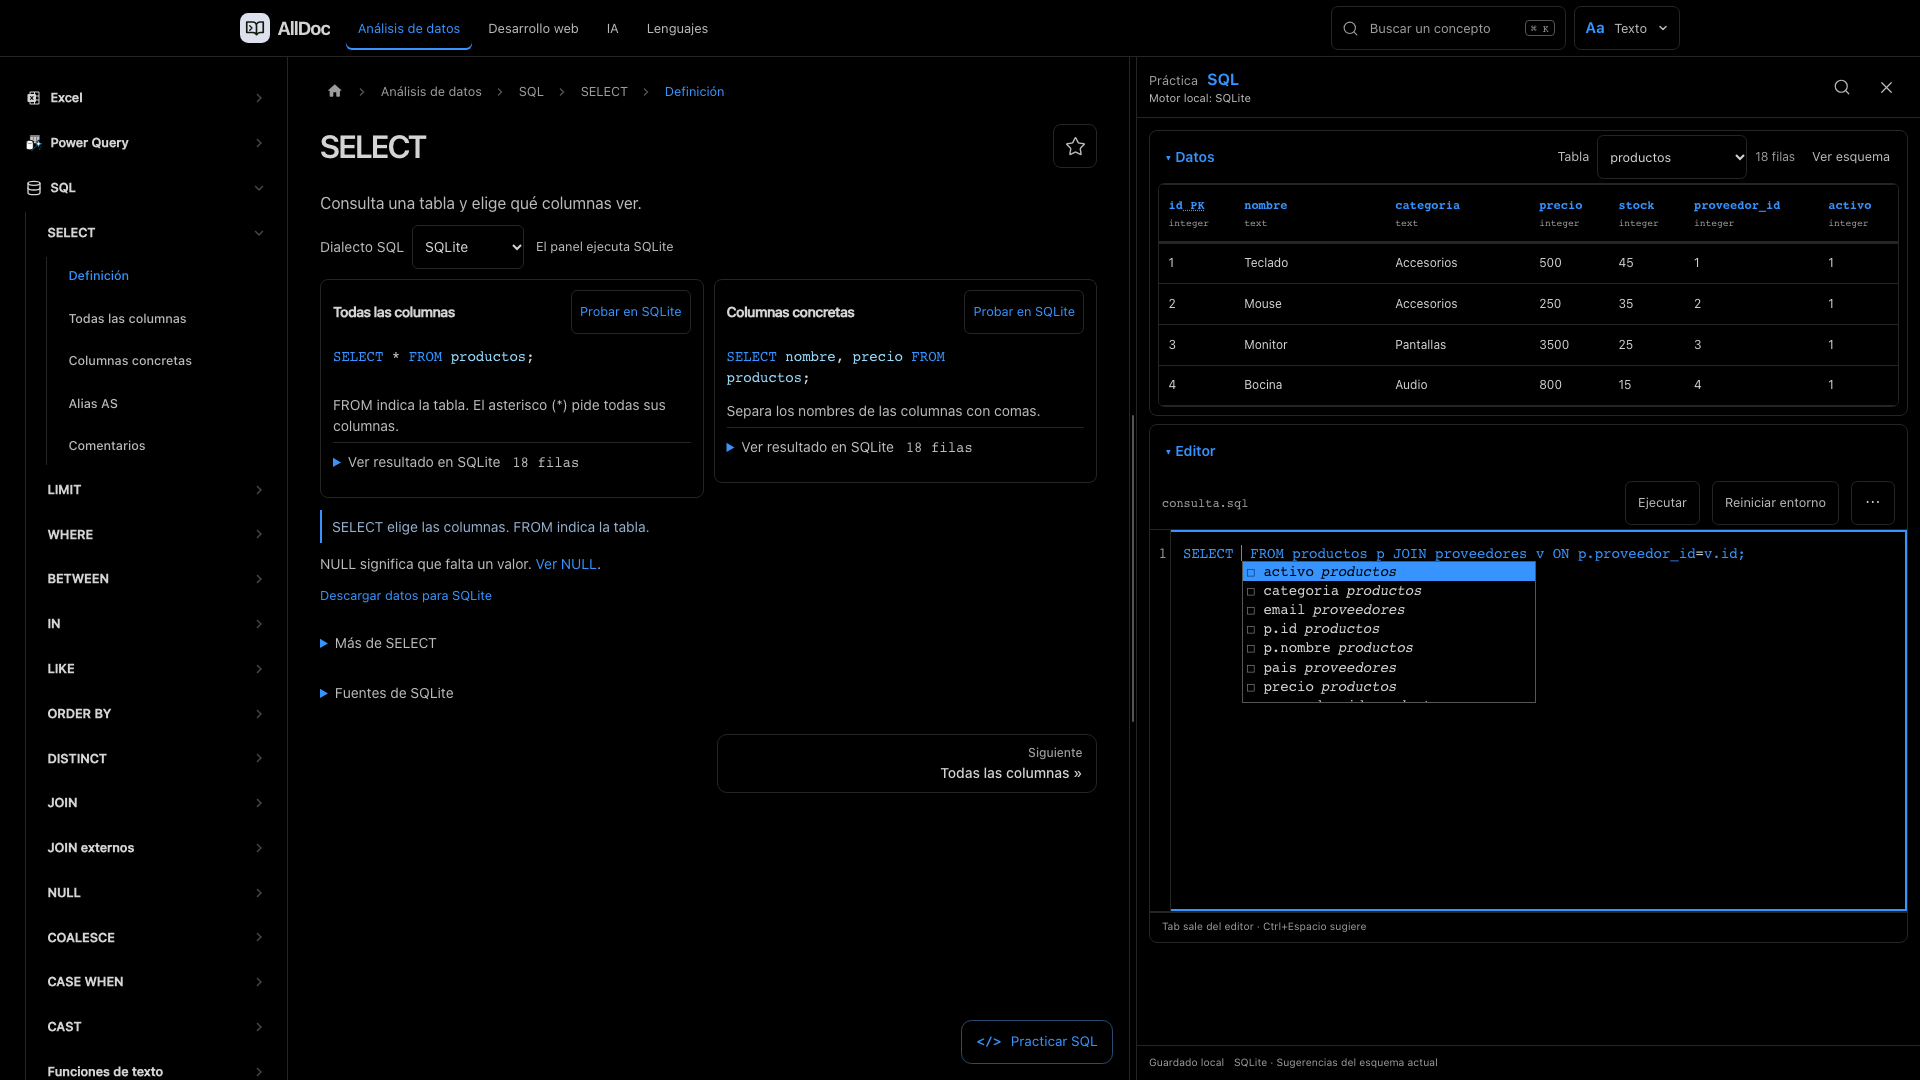 AllDoc
Análisis de datos
Desarrollo web
IA
Lenguajes
Buscar un concepto
⌘ K
Aa Texto
Excel
Power Query
SQL
SELECT
Definición
Todas las columnas
Columnas concretas
Alias AS
Comentarios
LIMIT
WHERE
BETWEEN
IN
LIKE
ORDER BY
DISTINCT
JOIN
JOIN externos
NULL
COALESCE
CASE WHEN
CAST
Funciones de texto
Análisis de datos > SQL > SELECT > Definición
SELECT
Consulta una tabla y elige qué columnas ver.
Dialecto SQL SQLite El panel ejecuta SQLite
Todas las columnas
Probar en SQLite
SELECT * FROM productos;
FROM indica la tabla. El asterisco (*) pide todas sus
columnas.
Ver resultado en SQLite 18 filas
Columnas concretas
Probar en SQLite
SELECT nombre, precio FROM
productos;
Separa los nombres de las columnas con comas.
Ver resultado en SQLite 18 filas
SELECT elige las columnas. FROM indica la tabla.
NULL significa que falta un valor. Ver NULL.
Descargar datos para SQLite
Más de SELECT
Fuentes de SQLite
Siguiente
Todas las columnas »
</> Practicar SQL
Práctica SQL
Motor local: SQLite
Datos
Tabla productos 18 filas Ver esquema
id PK nombre categoria precio stock proveedor_id activo
integer text text integer integer integer integer
1 Teclado Accesorios 500 45 1 1
2 Mouse Accesorios 250 35 2 1
3 Monitor Pantallas 3500 25 3 1
4 Bocina Audio 800 15 4 1
Editor
consulta.sql
Ejecutar
Reiniciar entorno
...
1 SELECT FROM productos p JOIN proveedores v ON p.proveedor_id=v.id;
activo productos
categoria productos
email proveedores
p.id productos
p.nombre productos
pais proveedores
precio productos
Tab sale del editor · Ctrl+Espacio sugiere
Guardado local SQLite · Sugerencias del esquema actual